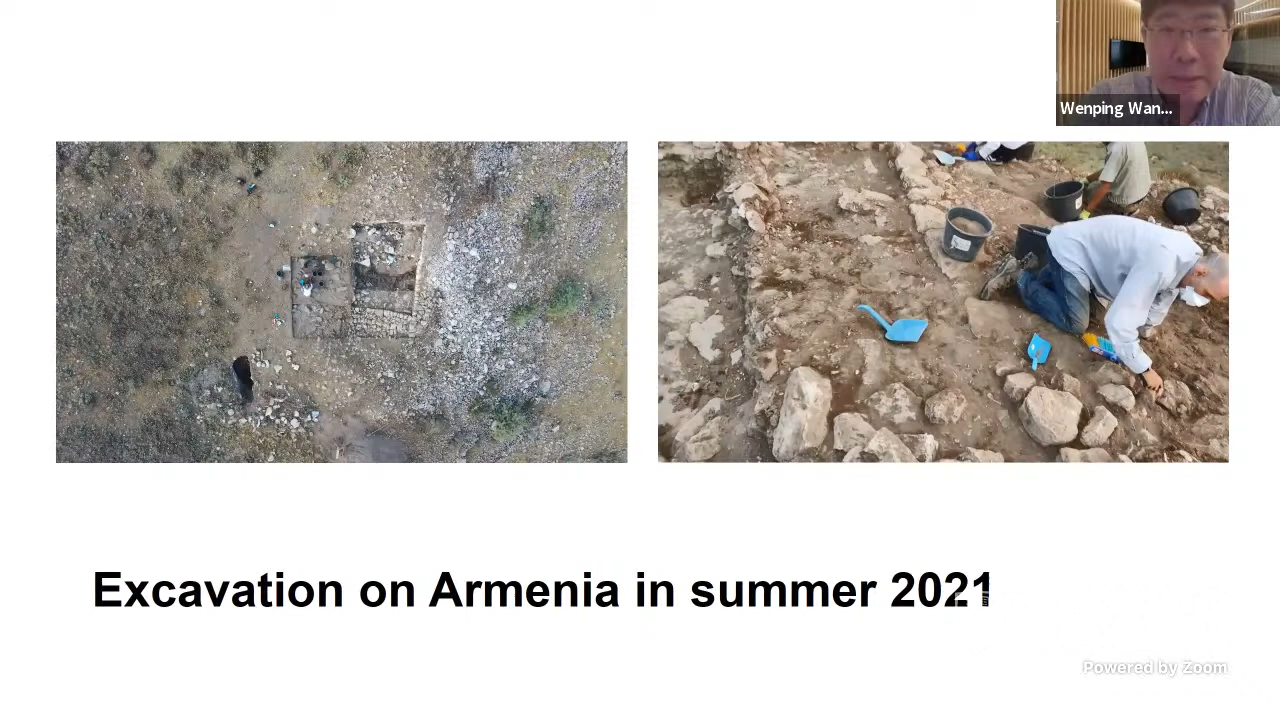 Wenping Wan...
Excavation on Armenia in summer 2021
Powered by Zoom